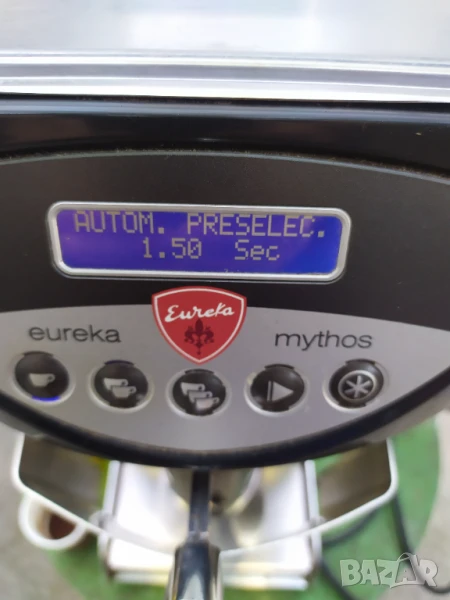 AUTOM. PRESELEC.
1.50 Sec
Eureka
eureka mythos
BAZAR